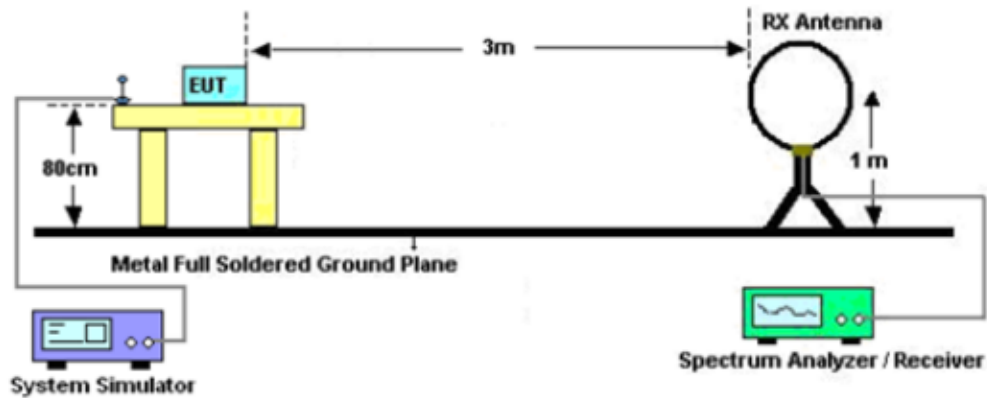 RX Antenna
3m
EUT
80cm
1 m
Metal Full Soldered Ground Plane
System Simulator
Spectrum Analyzer / Receiver